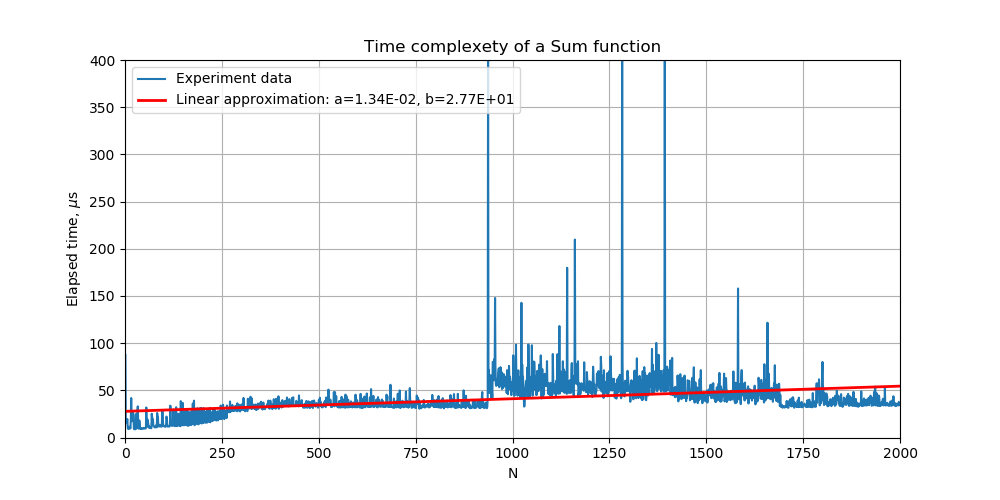 Time complexety of a Sum function
Experiment data
Linear approximation: a=1.34E-02, b=2.77E+01
Elapsed time, μs
400
350
300
250
200
150
100
50
0
0 250 500 750 1000 1250 1500 1750 2000
N